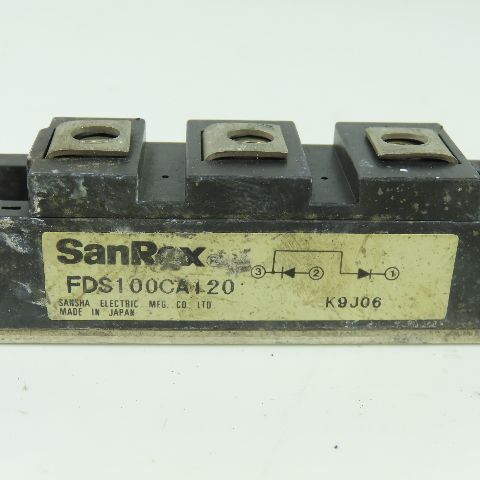 SanRex
FDS100CA120
③ ② ①
SANSHA ELECTRIC MFG. CO. LTD
MADE IN JAPAN
K9J06